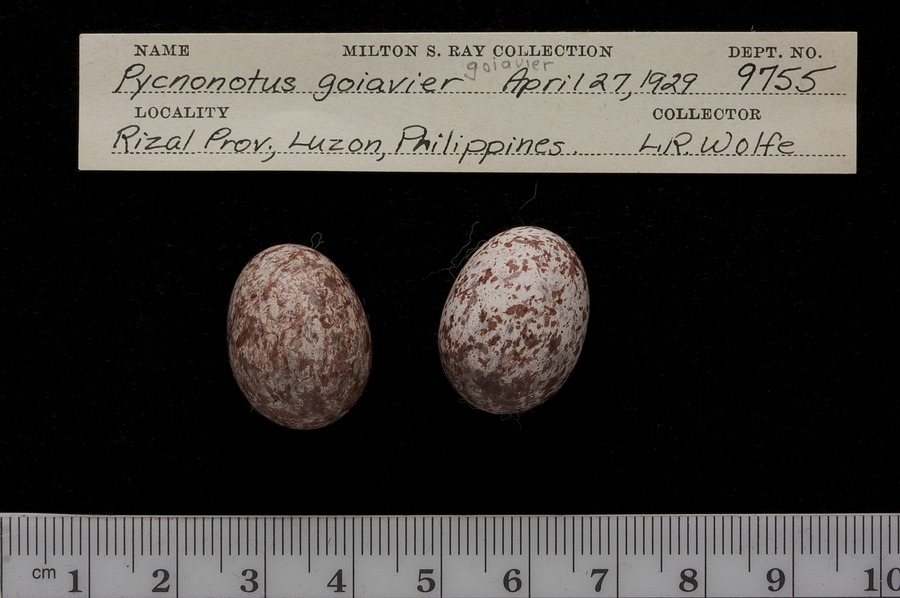 NAME MILTON S. RAY COLLECTION DEPT. NO.
goiavier
Pycnonotus goiavier April 27, 1929 9755
LOCALITY COLLECTOR
Rizal Prov., Luzon, Philippines. L.R. Wolfe
cm 1 2 3 4 5 6 7 8 9 10